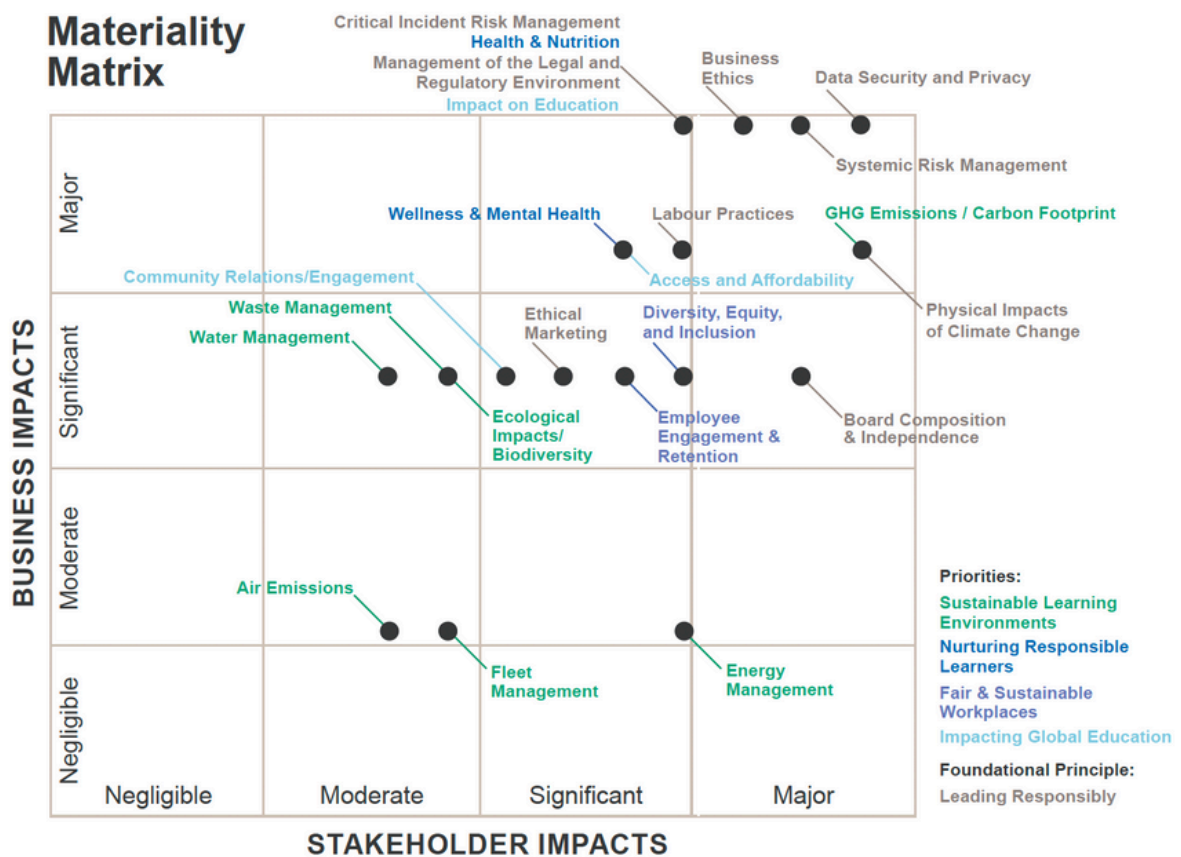 Materiality
Matrix
Critical Incident Risk Management
Health & Nutrition
Management of the Legal and
Regulatory Environment
Impact on Education
Business
Ethics
Data Security and Privacy
Systemic Risk Management
Wellness & Mental Health
Labour Practices
GHG Emissions / Carbon Footprint
Community Relations/Engagement
Access and Affordability
Waste Management
Water Management
Ethical
Marketing
Diversity, Equity,
and Inclusion
Physical Impacts
of Climate Change
Ecological
Impacts/
Biodiversity
Employee
Engagement &
Retention
Board Composition
& Independence
Air Emissions
Fleet
Management
Energy
Management
BUSINESS IMPACTS
Major
Significant
Moderate
Negligible
Negligible
Moderate
Significant
Major
STAKEHOLDER IMPACTS
Priorities:
Sustainable Learning
Environments
Nurturing Responsible
Learners
Fair & Sustainable
Workplaces
Impacting Global Education
Foundational Principle:
Leading Responsibly